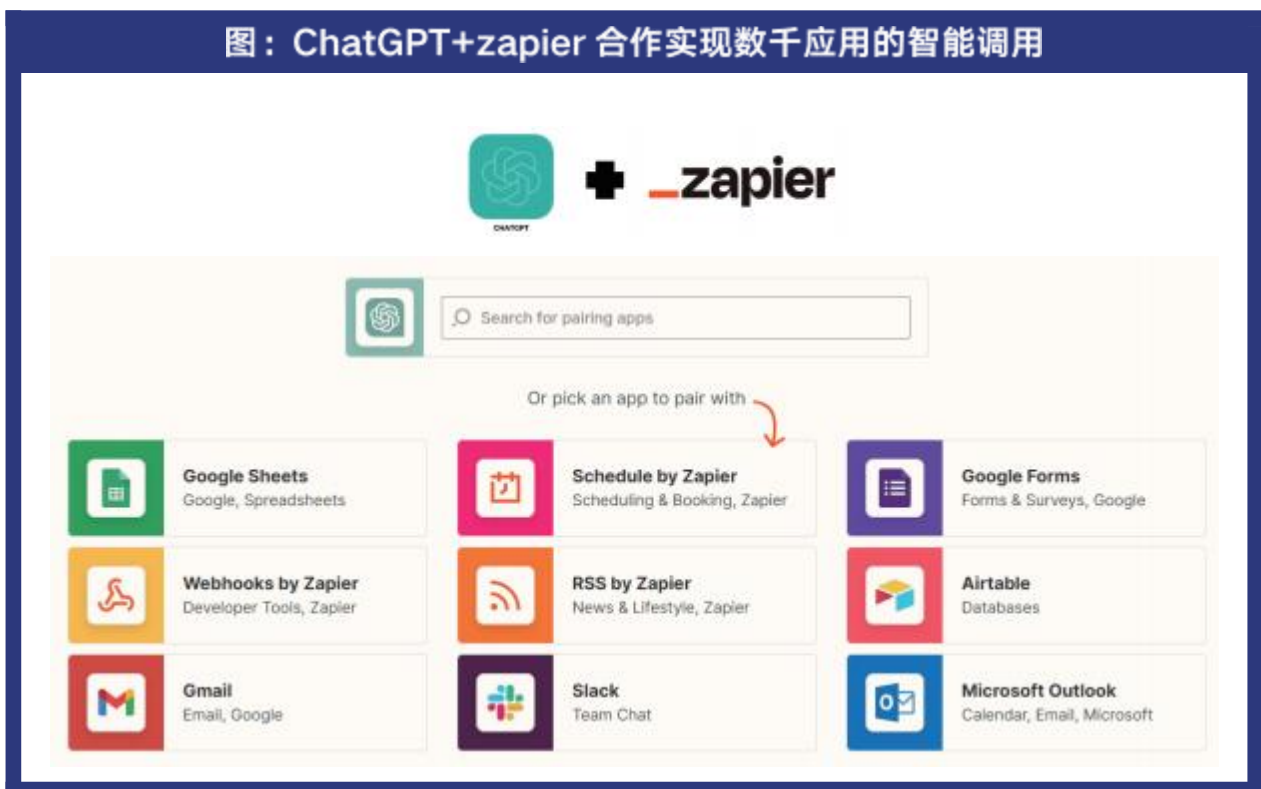 图：ChatGPT+zapier 合作实现数千应用的智能调用
CHATGPT
zapier
Search for pairing apps
Or pick an app to pair with
Google Sheets
Google, Spreadsheets
Schedule by Zapier
Scheduling & Booking, Zapier
Google Forms
Forms & Surveys, Google
Webhooks by Zapier
Developer Tools, Zapier
RSS by Zapier
News & Lifestyle, Zapier
Airtable
Databases
Gmail
Email, Google
Slack
Team Chat
Microsoft Outlook
Calendar, Email, Microsoft